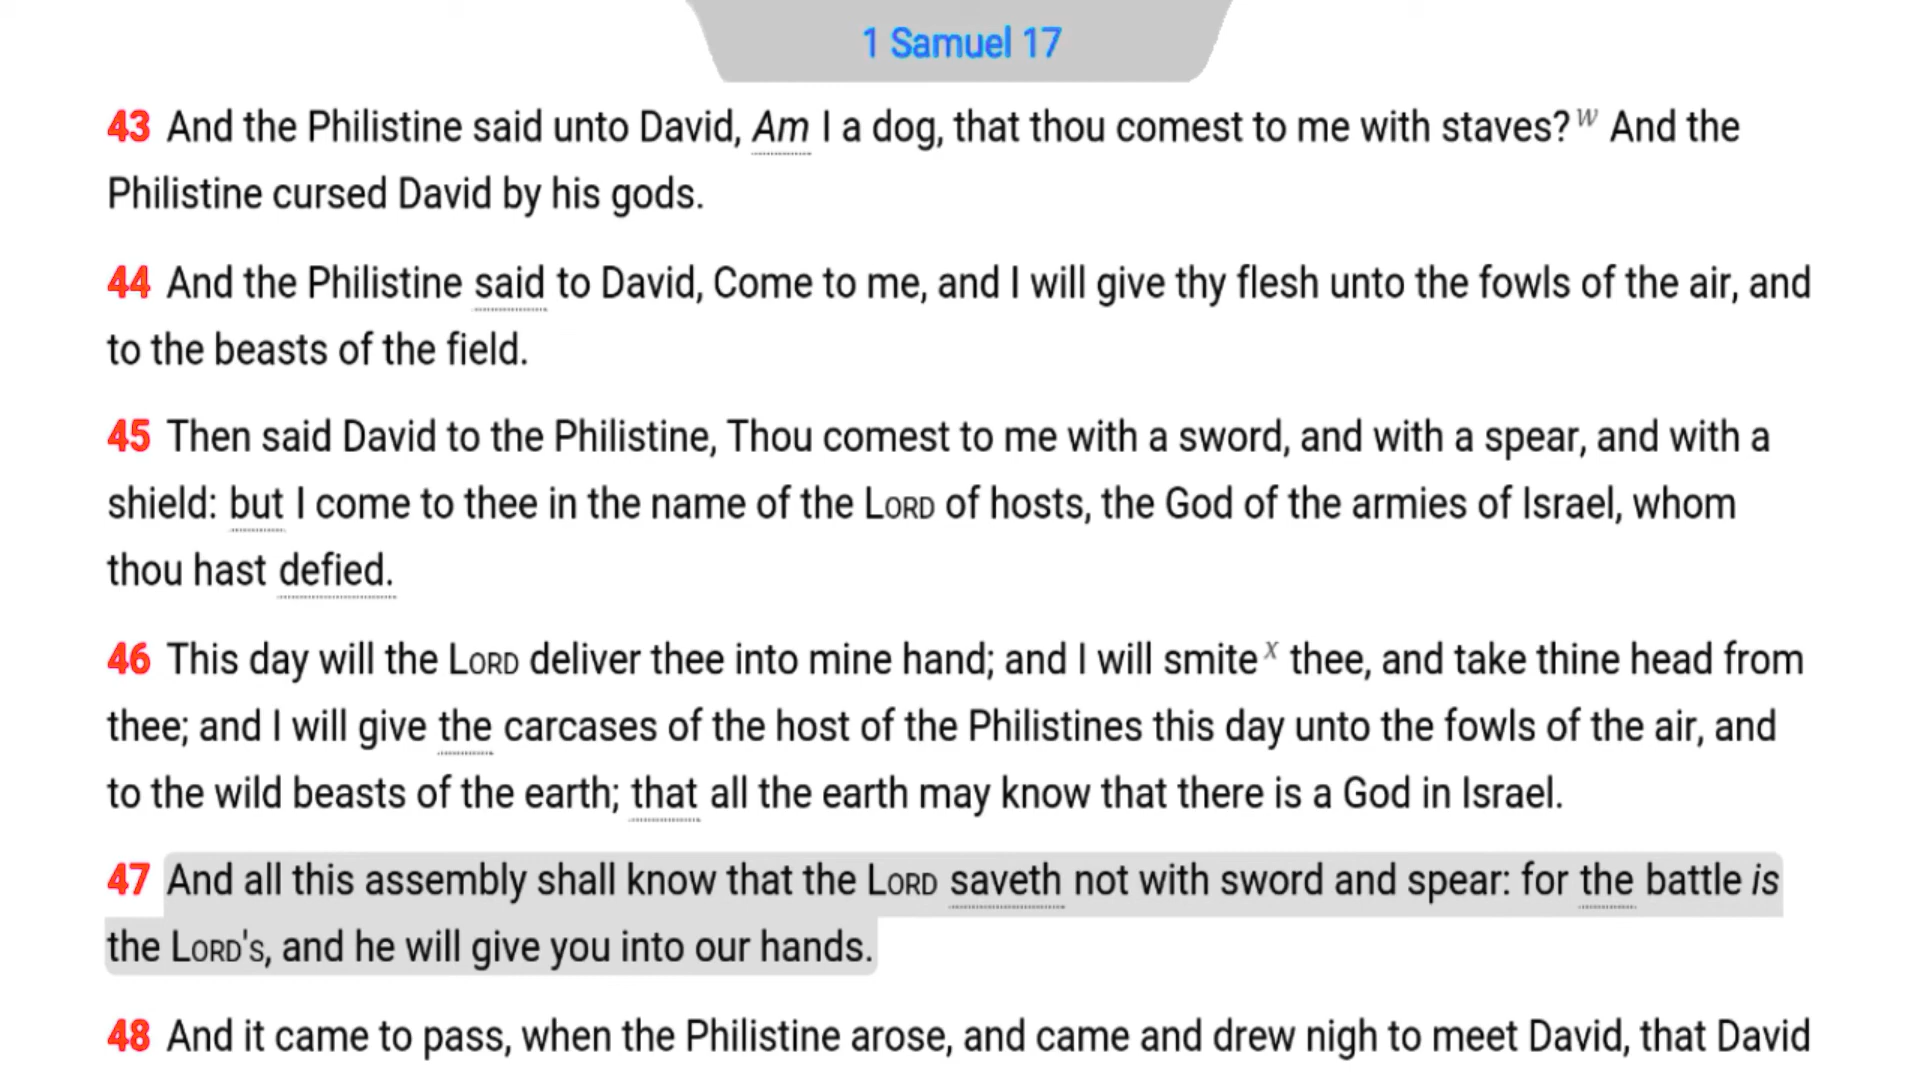 1 Samuel 17
43 And the Philistine said unto David, Am I a dog, that thou comest to me with staves? w And the
Philistine cursed David by his gods.
44 And the Philistine said to David, Come to me, and I will give thy flesh unto the fowls of the air, and
to the beasts of the field.
45 Then said David to the Philistine, Thou comest to me with a sword, and with a spear, and with a
shield: but I come to thee in the name of the LORD of hosts, the God of the armies of Israel, whom
thou hast defied.
46 This day will the LORD deliver thee into mine hand; and I will smite x thee, and take thine head from
thee; and I will give the carcases of the host of the Philistines this day unto the fowls of the air, and
to the wild beasts of the earth; that all the earth may know that there is a God in Israel.
47 And all this assembly shall know that the LORD saveth not with sword and spear: for the battle is
the LORD'S, and he will give you into our hands.
48 And it came to pass, when the Philistine arose, and came and drew nigh to meet David, that David